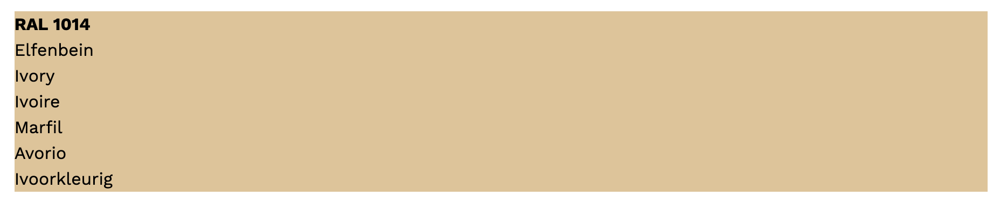 RAL 1014
Elfenbein
Ivory
Ivoire
Marfil
Avorio
Ivoorkleurig